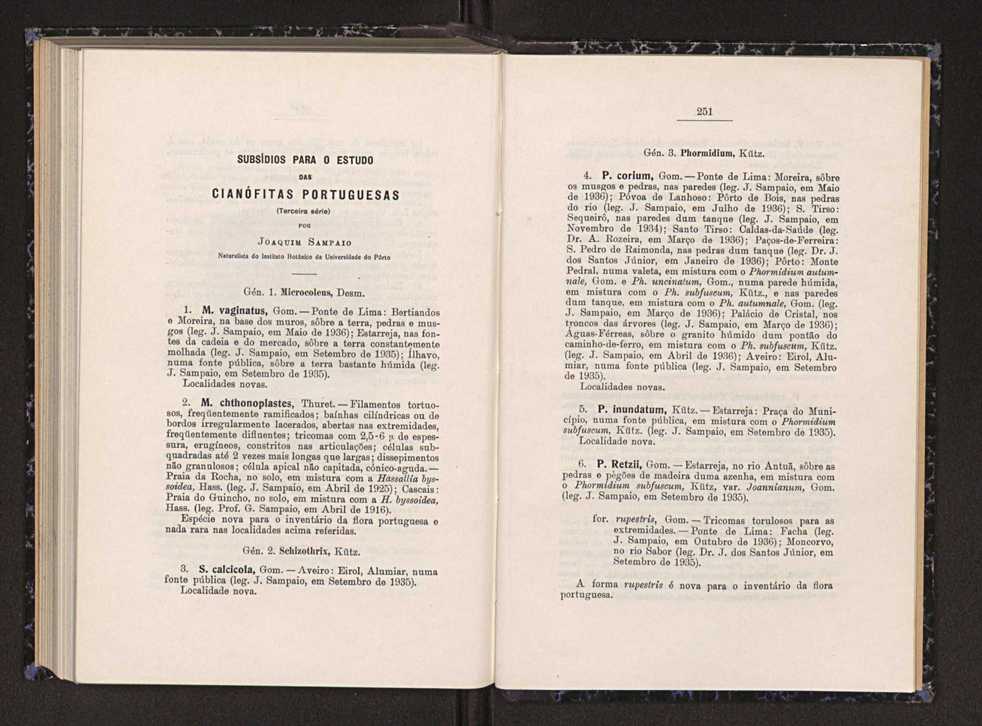 SUBSÍDIOS PARA O ESTUDO
DAS
CIANÓFITAS PORTUGUESAS
(Terceira série)
POR
JOAQUIM SAMPAIO
Naturalista do Instituto Botânico da Universidade do Pôrto
Gén. 1. Microcoleus, Desm.
1. M. vaginatus, Gom. — Ponte de Lima: Bertiandos
e Moreira, na base dos muros, sôbre a terra, pedras e mus-
gos (leg. J. Sampaio, em Maio de 1936); Estarreja, nas fon-
tes da cadeia e do mercado, sôbre a terra constantemente
molhada (leg. J. Sampaio, em Setembro de 1935); Ílhavo,
numa fonte pública, sôbre a terra bastante húmida (leg.
J. Sampaio, em Setembro de 1935).
Localidades novas.
2. M. chthonoplastes, Thuret. — Filamentos tortuo-
sos, freqüentemente ramificados; baínhas cilíndricas ou de
bordos irregularmente lacerados, abertas nas extremidades,
freqüentemente difluentes; tricomas com 2,5-6 µ de espes-
sura, erugíneos, constritos nas articulações; células sub-
quadradas até 2 vezes mais longas que largas; dissepimentos
não granulosos; célula apical não capitada, cónico-aguda. —
Praia da Rocha, no solo, em mistura com a Hassallia bys-
soidea, Hass. (leg. J. Sampaio, em Abril de 1925); Cascais:
Praia do Guincho, no solo, em mistura com a H. byssoidea,
Hass. (leg. Prof. G. Sampaio, em Abril de 1916).
Espécie nova para o inventário da flora portuguesa e
nada rara nas localidades acima referidas.
Gén. 2. Schizothrix, Kütz.
3. S. calcicola, Gom. — Aveiro: Eirol, Alumiar, numa
fonte pública (leg. J. Sampaio, em Setembro de 1935).
Localidade nova.
251
Gén. 3. Phormidium, Kütz.
4. P. corium, Gom. — Ponte de Lima: Moreira, sôbre
os musgos e pedras, nas paredes (leg. J. Sampaio, em Maio
de 1936); Póvoa de Lanhoso: Pôrto de Bois, nas pedras
do rio (leg. J. Sampaio, em Julho de 1936); S. Tirso:
Sequeirô, nas paredes dum tanque (leg. J. Sampaio, em
Novembro de 1934); Santo Tirso: Caldas-da-Saúde (leg.
Dr. A. Rozeira, em Março de 1936); Paços-de-Ferreira:
S. Pedro de Raimonda, nas pedras dum tanque (leg. Dr. J.
dos Santos Júnior, em Janeiro de 1936); Pôrto: Monte
Pedral, numa valeta, em mistura com o Phormidium autum-
nale, Gom. e Ph. uncinatum, Gom., numa parede húmida,
em mistura com o Ph. subfuscum, Kütz., e nas paredes
dum tanque, em mistura com o Ph. autumnale, Gom. (leg.
J. Sampaio, em Março de 1936); Palácio de Cristal, nos
troncos das árvores (leg. J. Sampaio, em Março de 1936);
Águas-Férreas, sôbre o granito húmido dum pontão do
caminho-de-ferro, em mistura com o Ph. subfuscum, Kütz.
(leg. J. Sampaio, em Abril de 1936); Aveiro: Eirol, Alu-
miar, numa fonte pública (leg. J. Sampaio, em Setembro
de 1935).
Localidades novas.
5. P. inundatum, Kütz. — Estarreja: Praça do Muni-
cípio, numa fonte pública, em mistura com o Phormidium
subfuscum, Kütz. (leg. J. Sampaio, em Setembro de 1935).
Localidade nova.
6. P. Retzii, Gom. — Estarreja, no rio Antuã, sôbre as
pedras e pègões de madeira duma azenha, em mistura com
o Phormidium subfuscum, Kütz, var. Joannianum, Gom.
(leg. J. Sampaio, em Setembro de 1935).
for. rupestris, Gom. — Tricomas torulosos para as
extremidades. — Ponte de Lima: Facha (leg.
J. Sampaio, em Outubro de 1936); Moncorvo,
no rio Sabor (leg. Dr. J. dos Santos Júnior, em
Setembro de 1935).
A forma rupestris é nova para o inventário da flora
portuguesa.